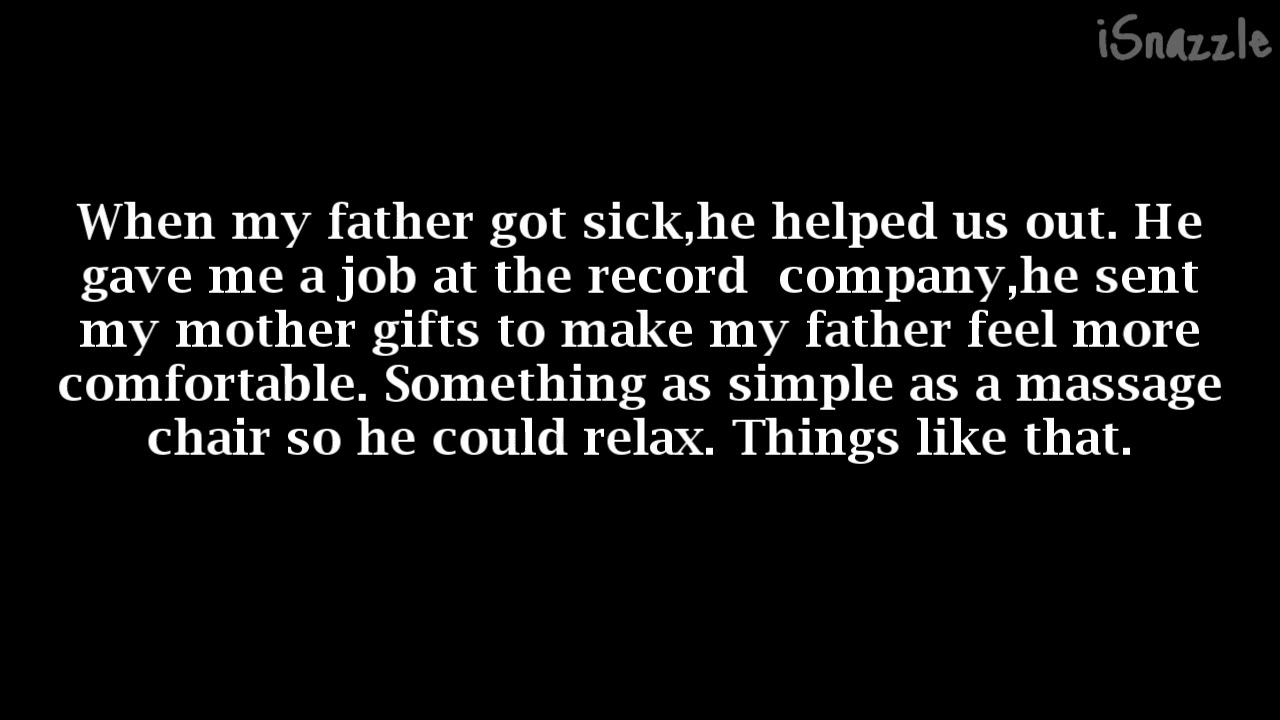 iSnazzle
When my father got sick,he helped us out. He
gave me a job at the record  company,he sent
my mother gifts to make my father feel more
comfortable. Something as simple as a massage
chair so he could relax. Things like that.